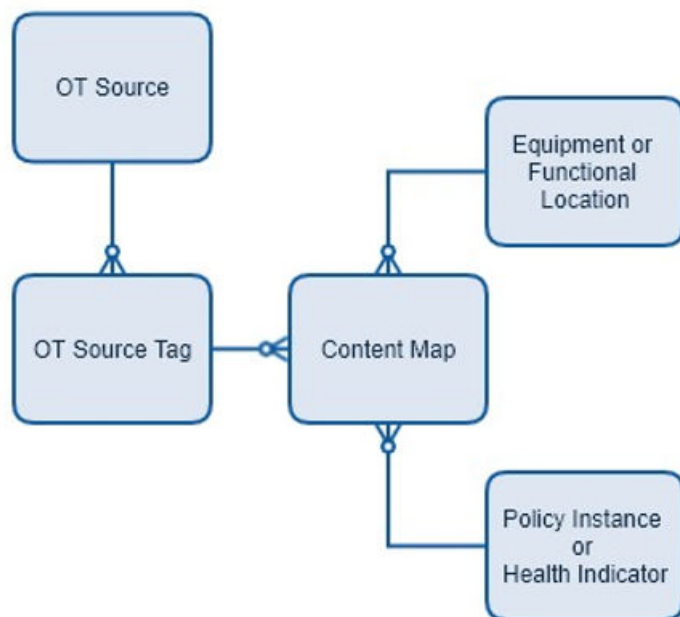 OT Source
Equipment or
Functional
Location
OT Source Tag
Content Map
Policy Instance
or
Health Indicator